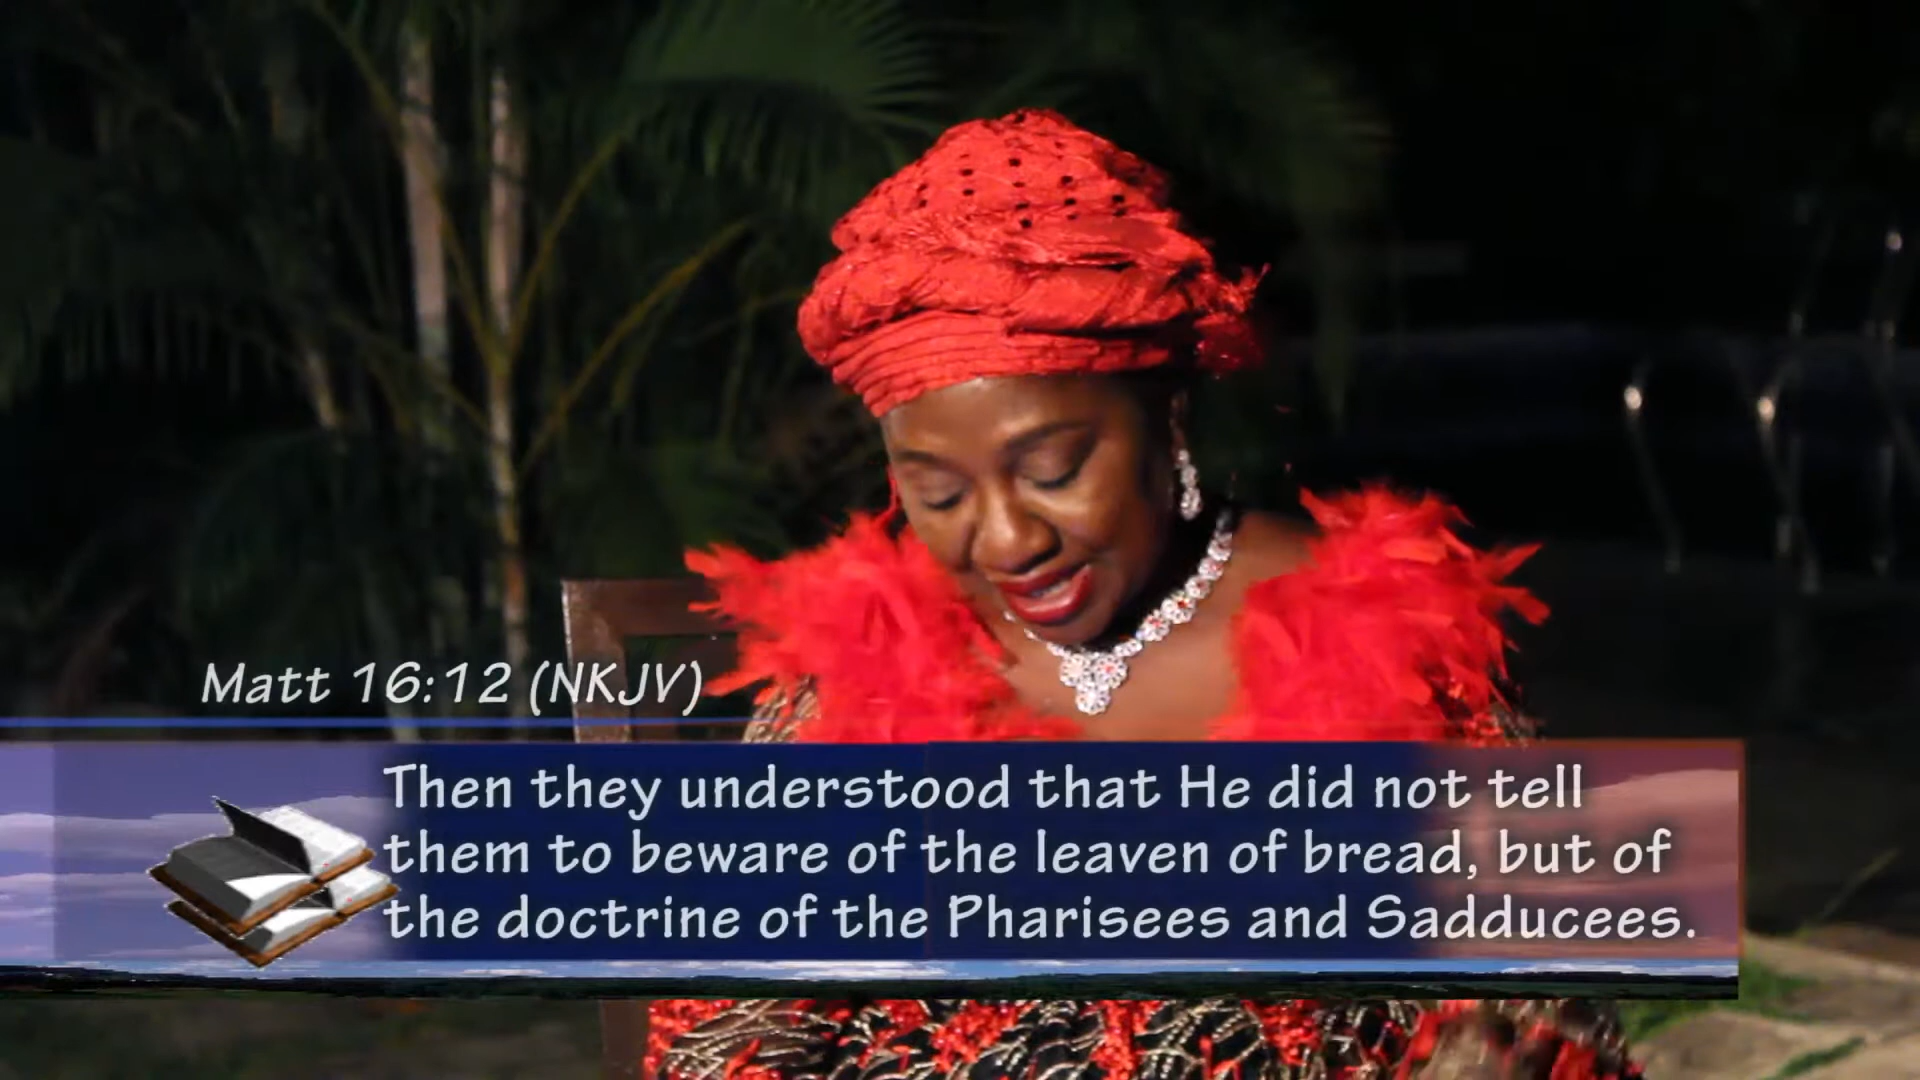 Matt 16:12 (NKJV)
Then they understood that He did not tell
them to beware of the leaven of bread, but of
the doctrine of the Pharisees and Sadducees.